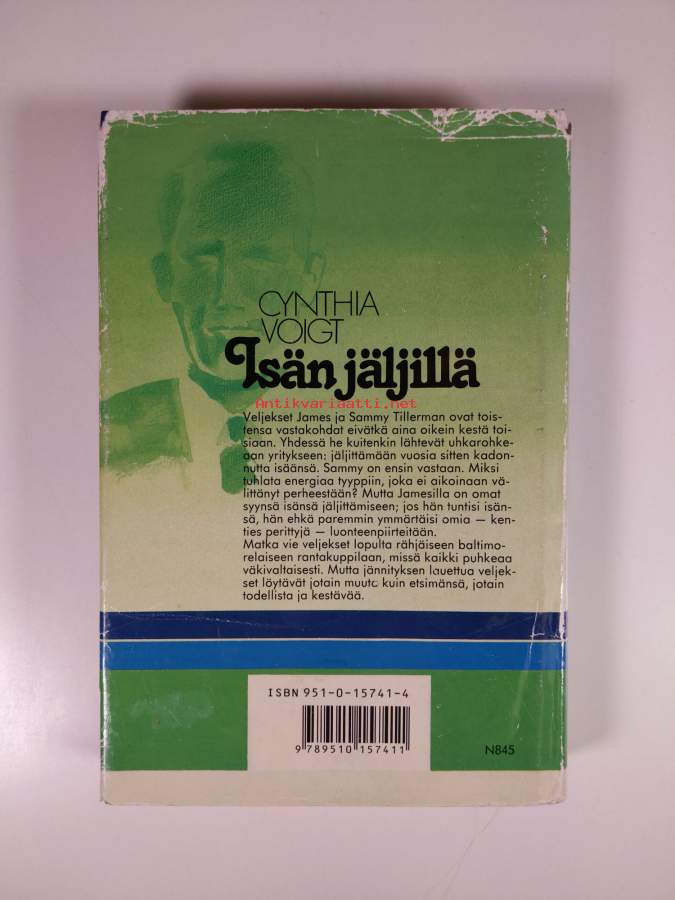 CYNTHIA
VOIGT
Isän jäljillä
Antikvariaatti.net
Veljekset James ja Sammy Tillerman ovat tois-
tensa vastakohdat eivätkä aina oikein kestä toi-
siaan. Yhdessä he kuitenkin lähtevät uhkarohke-
aan yritykseen: jäljittämään vuosia sitten kadon-
nutta isäänsä. Sammy on ensin vastaan. Miksi
tuhlata energiaa tyyppiin, joka ei aikoinaan vä-
littänyt perheestään? Mutta Jamesilla on omat
syynsä isänsä jäljittämiseen; jos hän tuntisi isän-
sä, hän ehkä paremmin ymmärtäisi omia — ken-
ties perittyjä — luonteenpiirteitään.
Matka vie veljekset lopulta rähjäiseen baltimo-
relaiseen rantakuppilaan, missä kaikki puhkeaa
väkivaltaisesti. Mutta jännityksen lauettua veljek-
set löytävät jotain muuta kuin etsimänsä, jotain
todellista ja kestävää.
ISBN 951-0-15741-4
9 789510 157411
N845